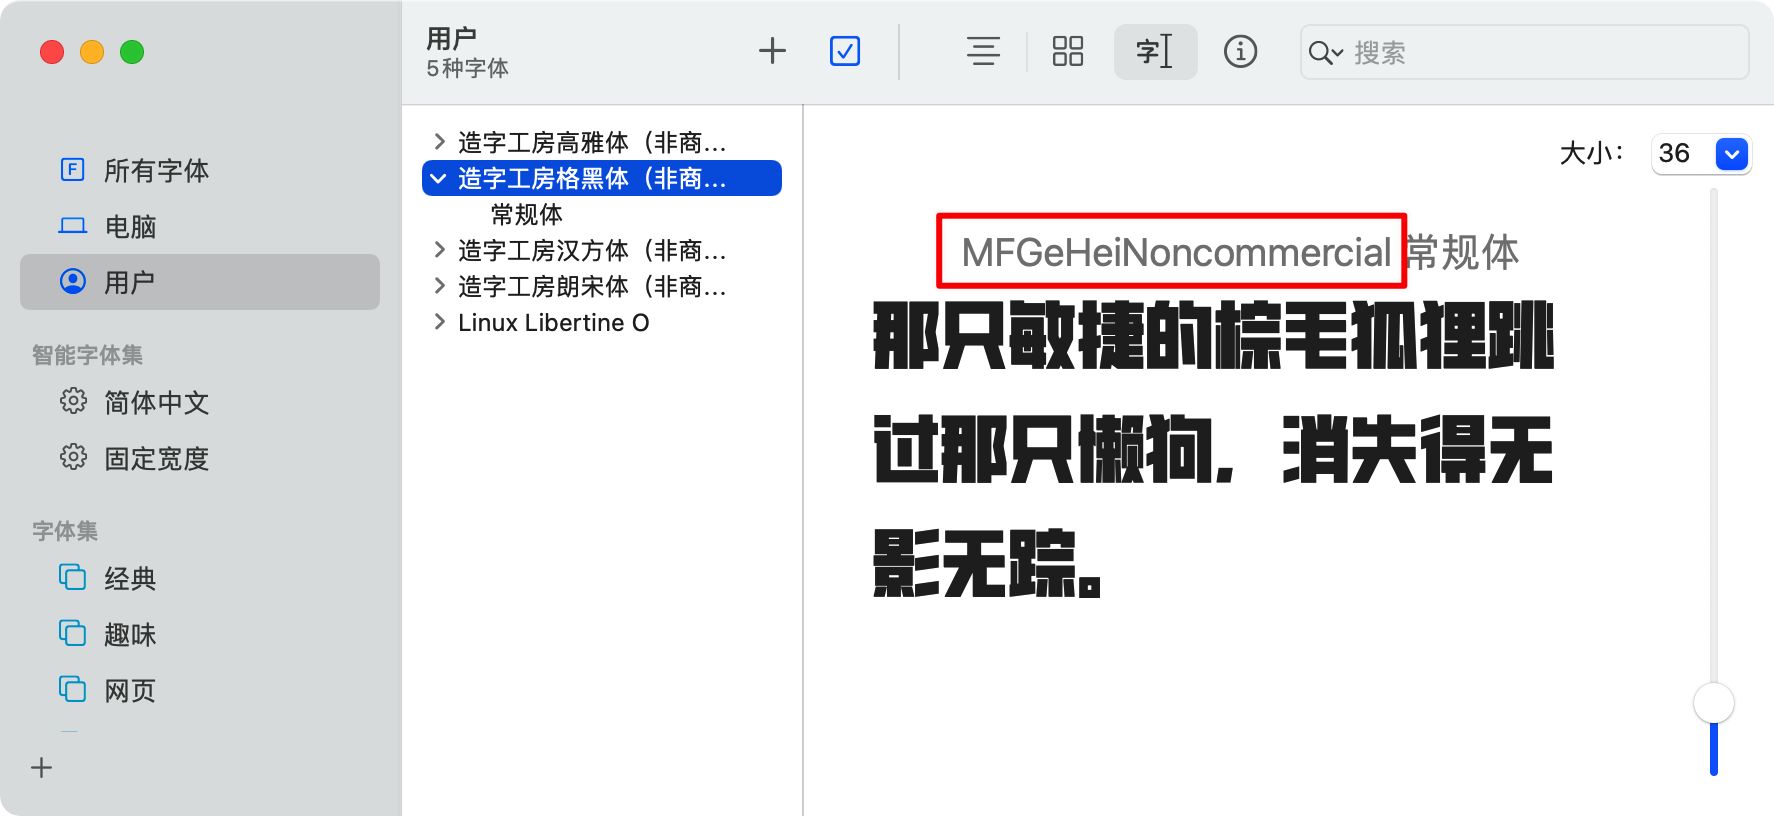 用户
5种字体
字
搜索
F 所有字体
电脑
用户
智能字体集
简体中文
固定宽度
字体集
经典
趣味
网页
造字工房高雅体（非商...
造字工房格黑体（非商...
常规体
造字工房汉方体（非商...
造字工房朗宋体（非商...
Linux Libertine O
大小： 36
MFGeHeiNoncommercial 常规体
那只敏捷的棕毛狐狸跳
过那只懒狗，消失得无
影无踪。